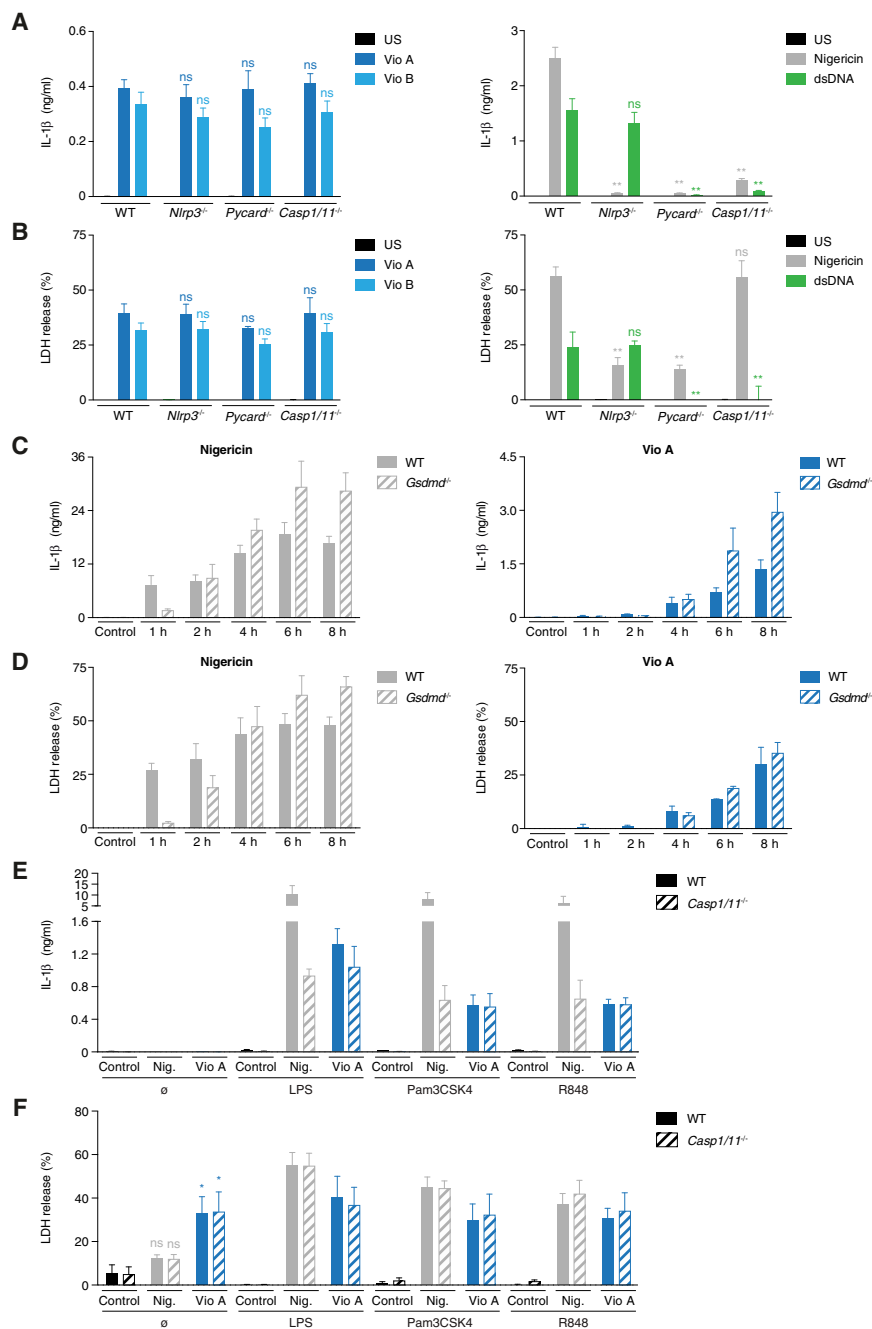 A
IL-1β (ng/ml)
0.6
0.4
0.2
0
ns ns ns ns ns ns
WT Nlrp3-/- Pycard-/- Casp1/11-/-
US
Vio A
Vio B
IL-1β (ng/ml)
3
2
1
0
** ns ** ** ** **
WT Nlrp3-/- Pycard-/- Casp1/11-/-
US
Nigericin
dsDNA
B
LDH release (%)
75
50
25
0
ns ns ns ns ns ns
WT Nlrp3-/- Pycard-/- Casp1/11-/-
US
Vio A
Vio B
LDH release (%)
75
50
25
0
** ns ** ** ns **
WT Nlrp3-/- Pycard-/- Casp1/11-/-
US
Nigericin
dsDNA
C
Nigericin
IL-1β (ng/ml)
36
24
12
0
Control 1 h 2 h 4 h 6 h 8 h
WT
Gsdmd-/-
Vio A
IL-1β (ng/ml)
4.5
3.0
1.5
0
Control 1 h 2 h 4 h 6 h 8 h
WT
Gsdmd-/-
D
Nigericin
LDH release (%)
75
50
25
0
Control 1 h 2 h 4 h 6 h 8 h
WT
Gsdmd-/-
Vio A
LDH release (%)
75
50
25
0
Control 1 h 2 h 4 h 6 h 8 h
WT
Gsdmd-/-
E
IL-1β (ng/ml)
20
15
10
5
1.6
1.2
0.8
0.4
0
Control Nig. Vio A Control Nig. Vio A Control Nig. Vio A Control Nig. Vio A
ø LPS Pam3CSK4 R848
WT
Casp1/11-/-
F
LDH release (%)
80
60
40
20
0
ns ns * *
Control Nig. Vio A Control Nig. Vio A Control Nig. Vio A Control Nig. Vio A
ø LPS Pam3CSK4 R848
WT
Casp1/11-/-